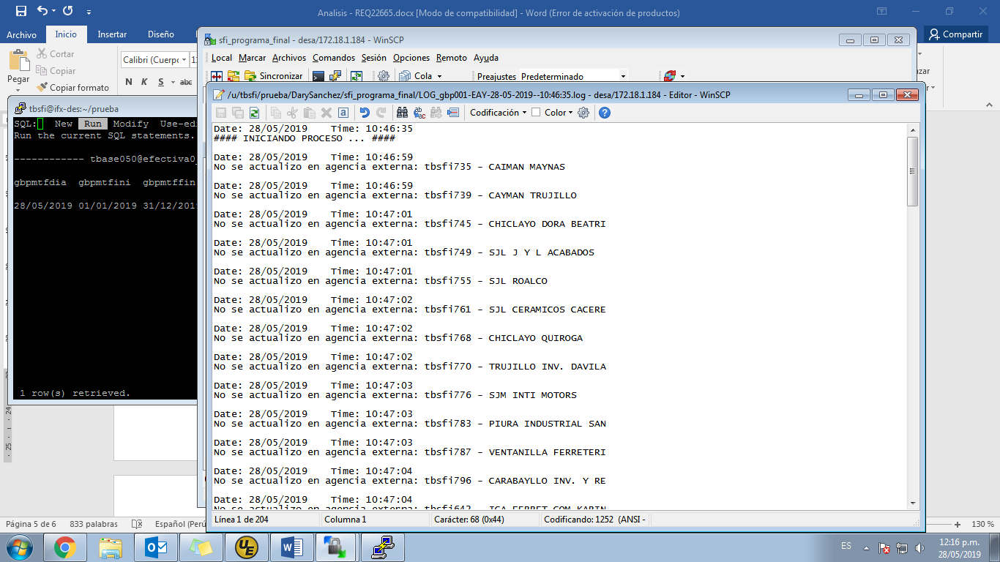 Analisis - REQ22665.docx [Modo de compatibilidad] - Word (Error de activación de productos)
Archivo
Inicio
Insertar
Diseño
Compartir
Pegar
Cortar
Copiar
Copiar formato
Calibri (Cuerpo
N K S abc
sfi_programa_final - desa/172.18.1.184 - WinSCP
Local Marcar Archivos Comandos Sesión Opciones Remoto Ayuda
Sincronizar Cola Preajustes Predeterminado
tbsfi@ifx-des:~/prueba
SQL: New Run Modify Use-edi
Run the current SQL statements.
------------ tbase050@efectiva0
gbpmtfdia gbpmtfini gbpmtffin
28/05/2019 01/01/2019 31/12/201
1 row(s) retrieved.
/u/tbsfi/prueba/DarySanchez/sfi_programa_final/LOG_gbp001-EAY-28-05-2019--10:46:35.log - desa/172.18.1.184 - Editor - WinSCP
Codificación Color
Date: 28/05/2019 Time: 10:46:35
#### INICIANDO PROCESO ... ####
Date: 28/05/2019 Time: 10:46:59
No se actualizo en agencia externa: tbsfi735 - CAIMAN MAYNAS
Date: 28/05/2019 Time: 10:46:59
No se actualizo en agencia externa: tbsfi739 - CAYMAN TRUJILLO
Date: 28/05/2019 Time: 10:47:01
No se actualizo en agencia externa: tbsfi745 - CHICLAYO DORA BEATRI
Date: 28/05/2019 Time: 10:47:01
No se actualizo en agencia externa: tbsfi749 - SJL J Y L ACABADOS
Date: 28/05/2019 Time: 10:47:01
No se actualizo en agencia externa: tbsfi755 - SJL ROALCO
Date: 28/05/2019 Time: 10:47:02
No se actualizo en agencia externa: tbsfi761 - SJL CERAMICOS CACERE
Date: 28/05/2019 Time: 10:47:02
No se actualizo en agencia externa: tbsfi768 - CHICLAYO QUIROGA
Date: 28/05/2019 Time: 10:47:02
No se actualizo en agencia externa: tbsfi770 - TRUJILLO INV. DAVILA
Date: 28/05/2019 Time: 10:47:03
No se actualizo en agencia externa: tbsfi776 - SJM INTI MOTORS
Date: 28/05/2019 Time: 10:47:03
No se actualizo en agencia externa: tbsfi783 - PIURA INDUSTRIAL SAN
Date: 28/05/2019 Time: 10:47:03
No se actualizo en agencia externa: tbsfi787 - VENTANILLA FERRETERI
Date: 28/05/2019 Time: 10:47:04
No se actualizo en agencia externa: tbsfi796 - CARABAYLLO INV. Y RE
Date: 28/05/2019 Time: 10:47:04
No se actualizo en agencia externa:
Línea 1 de 204 Columna 1 Carácter: 68 (0x44) Codificando: 1252 (ANSI -
Página 5 de 6 833 palabras Español (Perú
130 %
ES
12:16 p.m.
28/05/2019